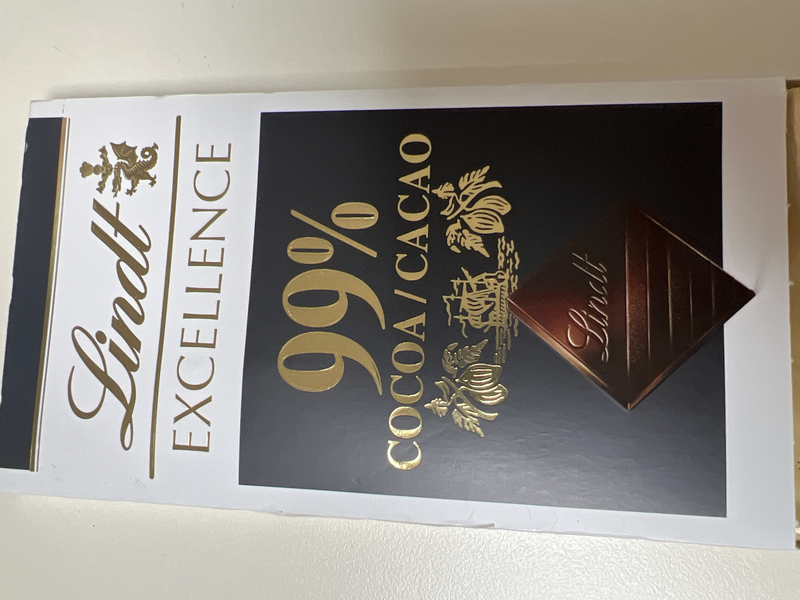 Lindt
EXCELLENCE
99%
COCOA / CACAO
Lindt